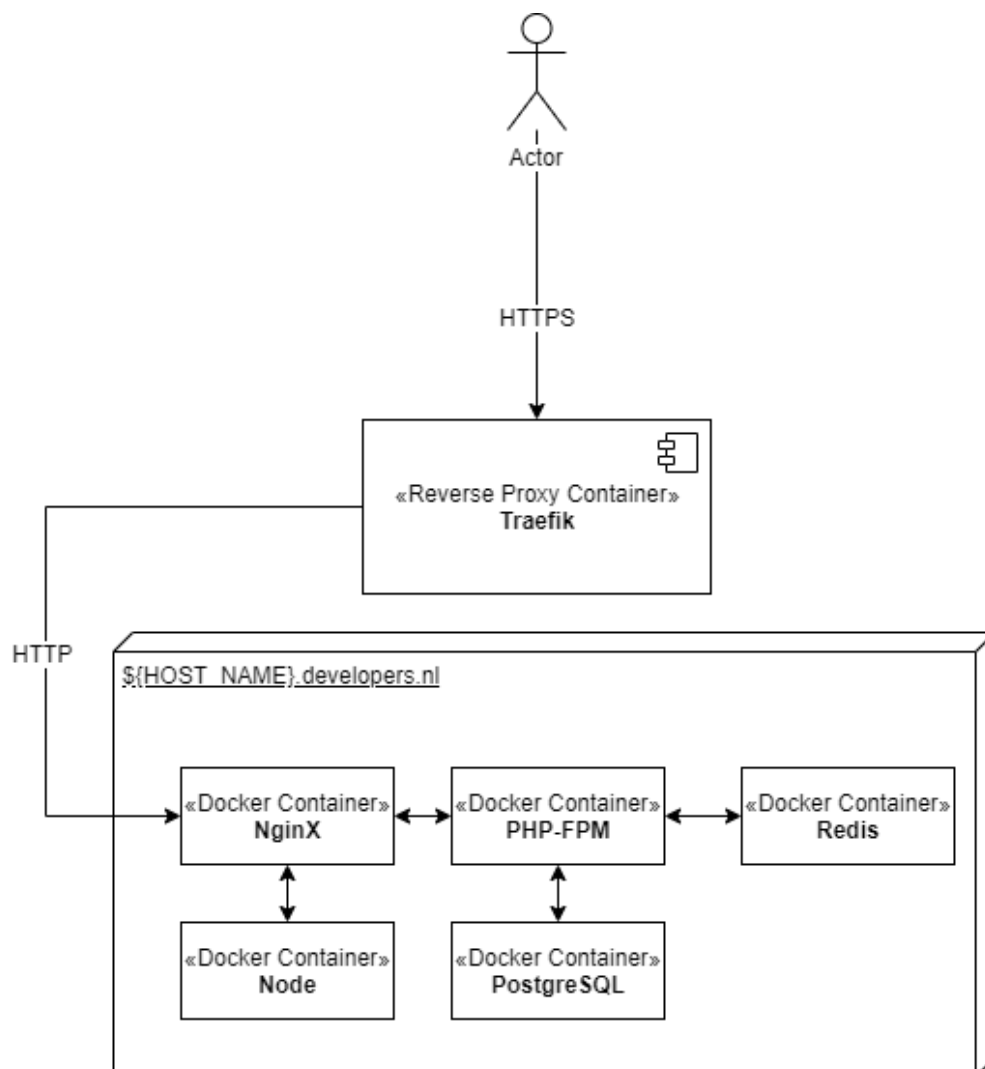 Actor
HTTPS
«Reverse Proxy Container»
Traefik
HTTP
${HOST_NAME}.developers.nl
«Docker Container»
NginX
«Docker Container»
PHP-FPM
«Docker Container»
Redis
«Docker Container»
Node
«Docker Container»
PostgreSQL